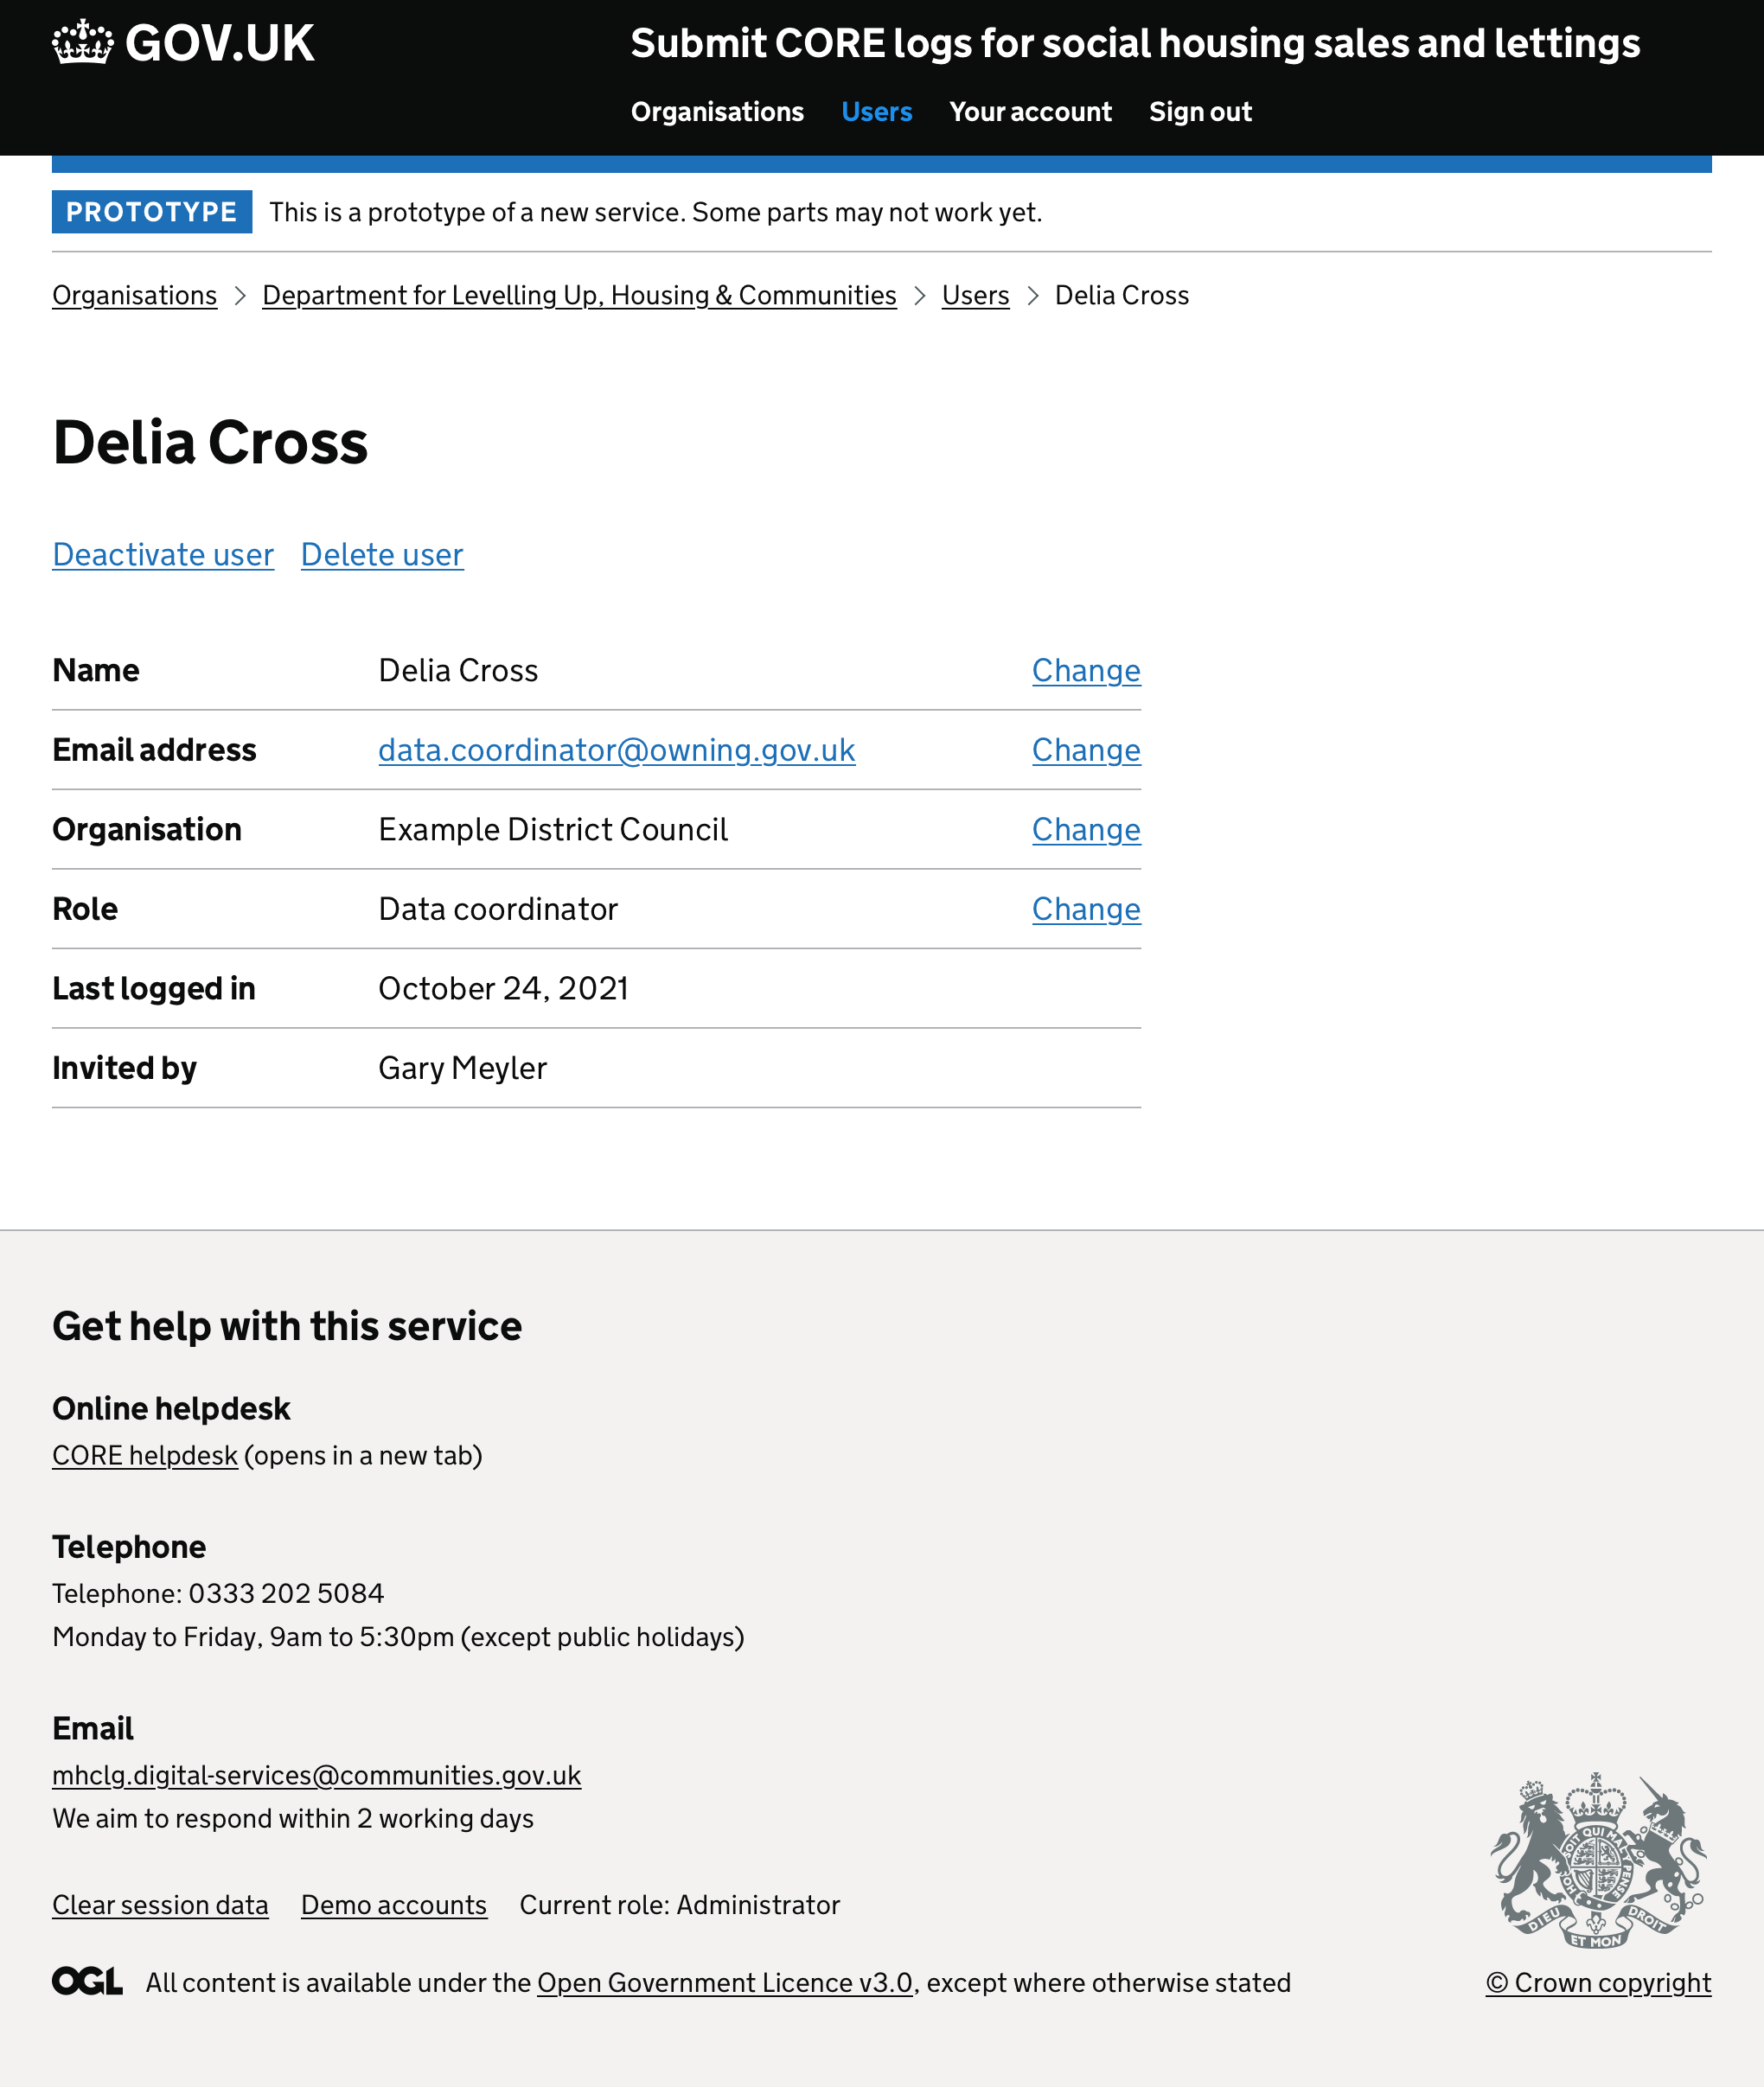 GOV.UK
Submit CORE logs for social housing sales and lettings
Organisations Users Your account Sign out
PROTOTYPE This is a prototype of a new service. Some parts may not work yet.
Organisations Department for Levelling Up, Housing & Communities Users Delia Cross
Delia Cross
Deactivate user Delete user
Name Delia Cross Change
Email address data.coordinator@owning.gov.uk Change
Organisation Example District Council Change
Role Data coordinator Change
Last logged in October 24, 2021
Invited by Gary Meyler
Get help with this service
Online helpdesk
CORE helpdesk (opens in a new tab)
Telephone
Telephone: 0333 202 5084
Monday to Friday, 9am to 5:30pm (except public holidays)
Email
mhclg.digital-services@communities.gov.uk
We aim to respond within 2 working days
Clear session data Demo accounts Current role: Administrator
DIEU ET MON DROIT
OGL All content is available under the Open Government Licence v3.0, except where otherwise stated
© Crown copyright